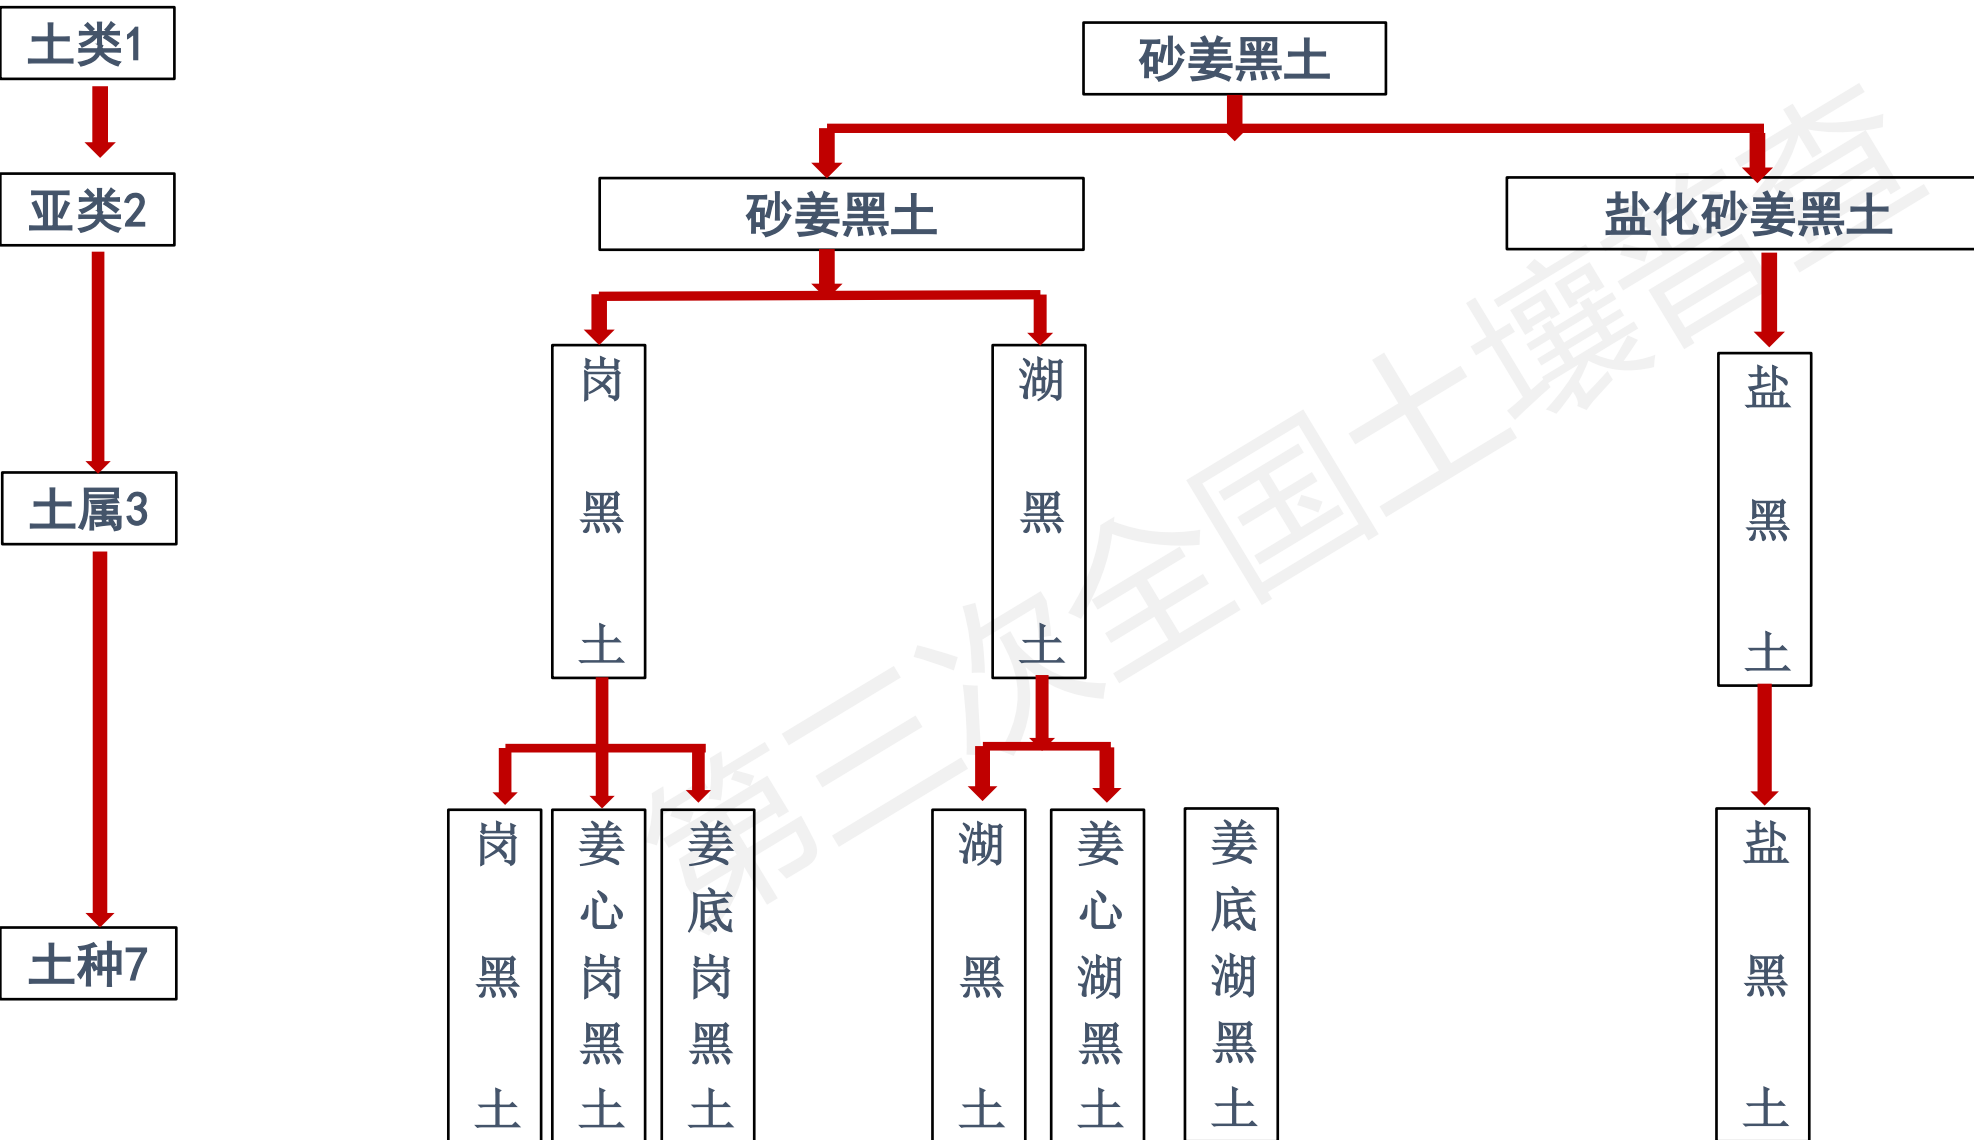 土类1
砂姜黑土
亚类2
砂姜黑土
盐化砂姜黑土
土属3
岗黑土
湖黑土
盐黑土
土种7
岗黑土
姜心岗黑土
姜底岗黑土
湖黑土
姜心湖黑土
姜底湖黑土
盐黑土
第三次全国土壤普查